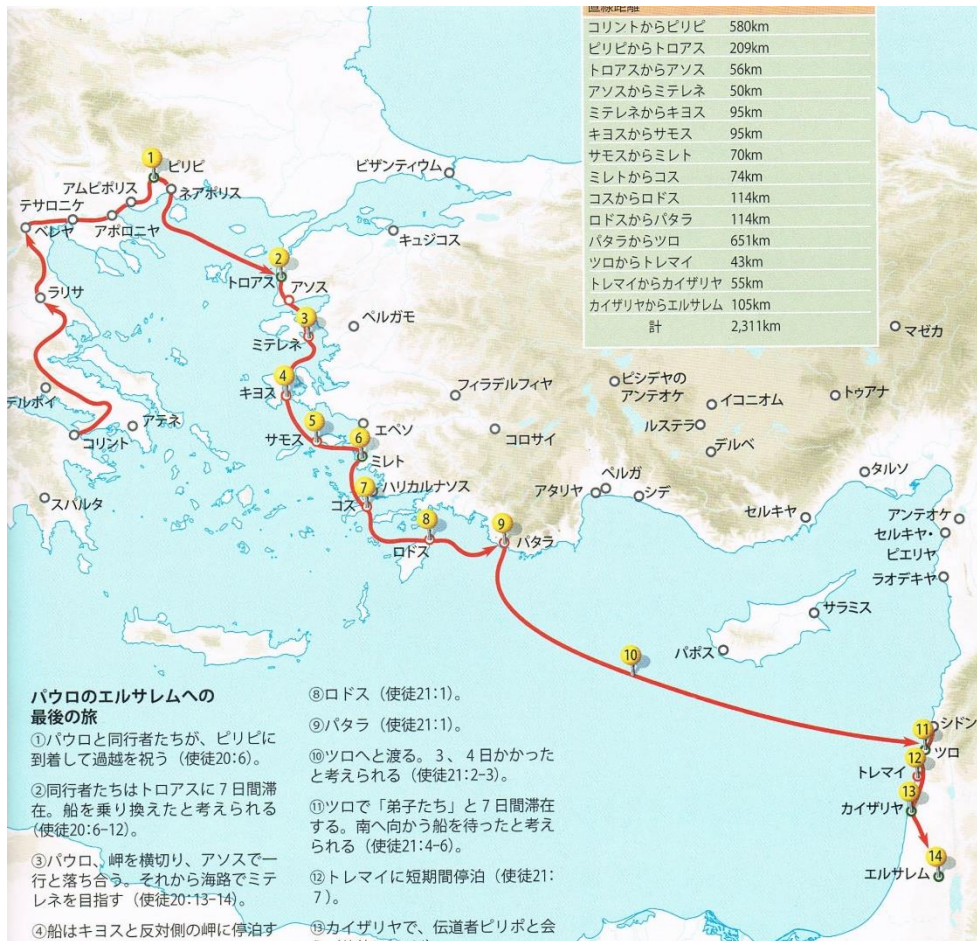 直線距離
コリントからピリピ 580km
ピリピからトロアス 209km
トロアスからアソス 56km
アソスからミテレネ 50km
ミテレネからキヨス 95km
キヨスからサモス 95km
サモスからミレト 70km
ミレトからコス 74km
コスからロドス 114km
ロドスからパタラ 114km
パタラからツロ 651km
ツロからトレマイ 43km
トレマイからカイザリヤ 55km
カイザリヤからエルサレム 105km
計 2,311km
1
ピリピ
ビザンティウム
アムピポリス
ネアポリス
テサロニケ
ベレヤ
アポロニヤ
キュジコス
2
トロアス
アソス
ラリサ
3
ミテレネ
ペルガモ
マゼカ
4
キヨス
フィラデルフィヤ
ピシデヤの
アンテオケ
イコニオム
トゥアナ
デルポイ
アテネ
コリント
5
サモス
エペソ
6
ミレト
コロサイ
ルステラ
デルベ
スパルタ
7
ハリカルナソス
コス
アタリヤ
ペルガ
シデ
タルソ
セルキヤ
アンテオケ
セルキヤ・
ピエリヤ
8
ロドス
9
パタラ
ラオデキヤ
サラミス
パポス
10
11
シドン
ツロ
12
トレマイ
13
カイザリヤ
14
エルサレム
パウロのエルサレムへの
最後の旅
①パウロと同行者たちが、ピリピに
到着して過越を祝う（使徒20:6）。
②同行者たちはトロアスに7日間滞
在。船を乗り換えたと考えられる
（使徒20:6-12）。
③パウロ、岬を横切り、アソスで一
行と落ち合う。それから海路でミテ
レネを目指す（使徒20:13-14）。
④船はキヨスと反対側の岬に停泊す
⑧ロドス（使徒21:1）。
⑨パタラ（使徒21:1）。
⑩ツロへと渡る。3、4日かかった
と考えられる（使徒21:2-3）。
⑪ツロで「弟子たち」と7日間滞在
する。南へ向かう船を待ったと考え
られる（使徒21:4-6）。
⑫トレマイに短期間停泊（使徒21:
7）。
⑬カイザリヤで、伝道者ピリポと会